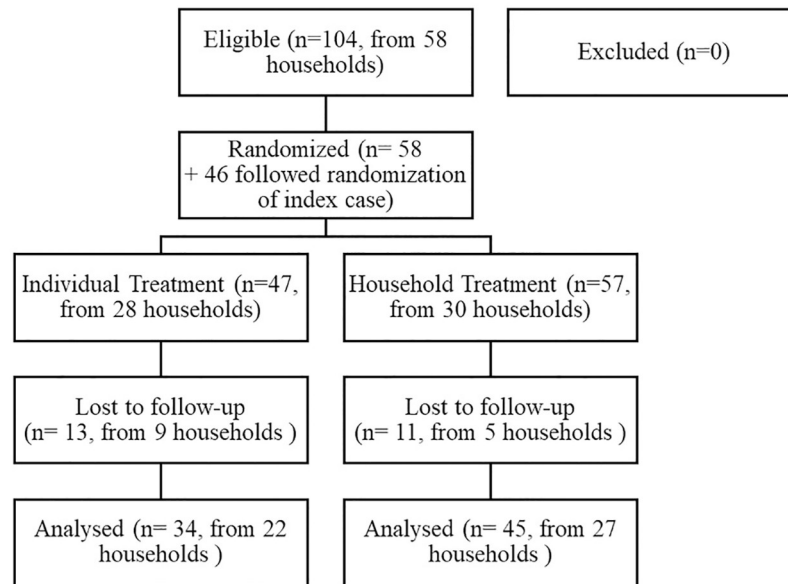 Eligible (n=104, from 58
households)
Excluded (n=0)
Randomized (n= 58
+ 46 followed randomization
of index case)
Individual Treatment (n=47,
from 28 households)
Household Treatment (n=57,
from 30 households)
Lost to follow-up
(n= 13, from 9 households )
Lost to follow-up
(n= 11, from 5 households )
Analysed (n= 34, from 22
households )
Analysed (n= 45, from 27
households )